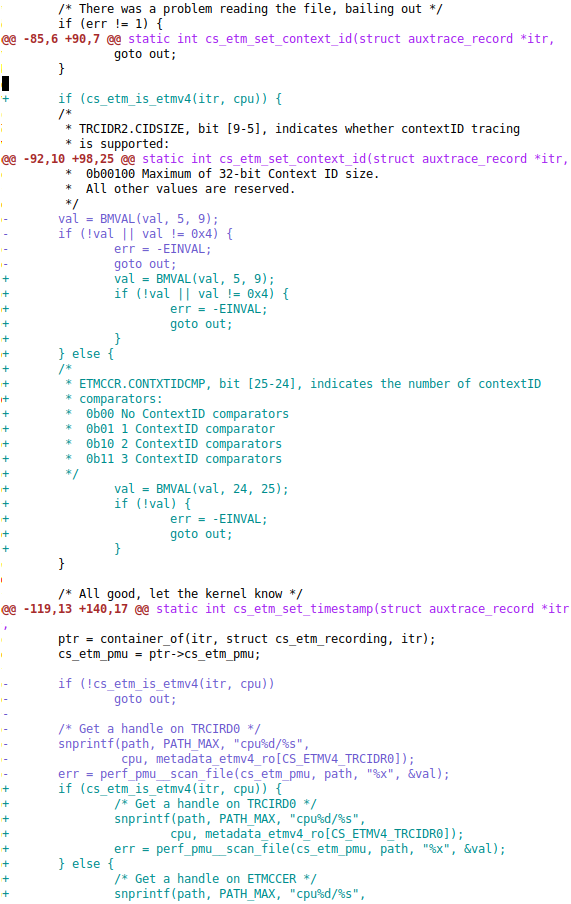 /* There was a problem reading the file, bailing out */
        if (err != 1) {
@@ -85,6 +90,7 @@ static int cs_etm_set_context_id(struct auxtrace_record *itr,
                goto out;
        }

+       if (cs_etm_is_etmv4(itr, cpu)) {
        /*
         * TRCIDR2.CIDSIZE, bit [9-5], indicates whether contextID tracing
         * is supported:
@@ -92,10 +98,25 @@ static int cs_etm_set_context_id(struct auxtrace_record *itr,
         *  0b00100 Maximum of 32-bit Context ID size.
         *  All other values are reserved.
         */
-       val = BMVAL(val, 5, 9);
-       if (!val || val != 0x4) {
-               err = -EINVAL;
-               goto out;
+               val = BMVAL(val, 5, 9);
+               if (!val || val != 0x4) {
+                       err = -EINVAL;
+                       goto out;
+               }
+       } else {
+       /*
+        * ETMCCR.CONTXTIDCMP, bit [25-24], indicates the number of contextID
+        * comparators:
+        *  0b00 No ContextID comparators
+        *  0b01 1 ContextID comparator
+        *  0b10 2 ContextID comparators
+        *  0b11 3 ContextID comparators
+        */
+               val = BMVAL(val, 24, 25);
+               if (!val) {
+                       err = -EINVAL;
+                       goto out;
+               }
        }

        /* All good, let the kernel know */
@@ -119,13 +140,17 @@ static int cs_etm_set_timestamp(struct auxtrace_record *itr
,
        ptr = container_of(itr, struct cs_etm_recording, itr);
        cs_etm_pmu = ptr->cs_etm_pmu;

-       if (!cs_etm_is_etmv4(itr, cpu))
-               goto out;
-
-       /* Get a handle on TRCIRD0 */
-       snprintf(path, PATH_MAX, "cpu%d/%s",
-                cpu, metadata_etmv4_ro[CS_ETMV4_TRCIDR0]);
-       err = perf_pmu__scan_file(cs_etm_pmu, path, "%x", &val);
+       if (cs_etm_is_etmv4(itr, cpu)) {
+               /* Get a handle on TRCIRD0 */
+               snprintf(path, PATH_MAX, "cpu%d/%s",
+                       cpu, metadata_etmv4_ro[CS_ETMV4_TRCIDR0]);
+               err = perf_pmu__scan_file(cs_etm_pmu, path, "%x", &val);
+       } else {
+               /* Get a handle on ETMCCER */
+               snprintf(path, PATH_MAX, "cpu%d/%s",